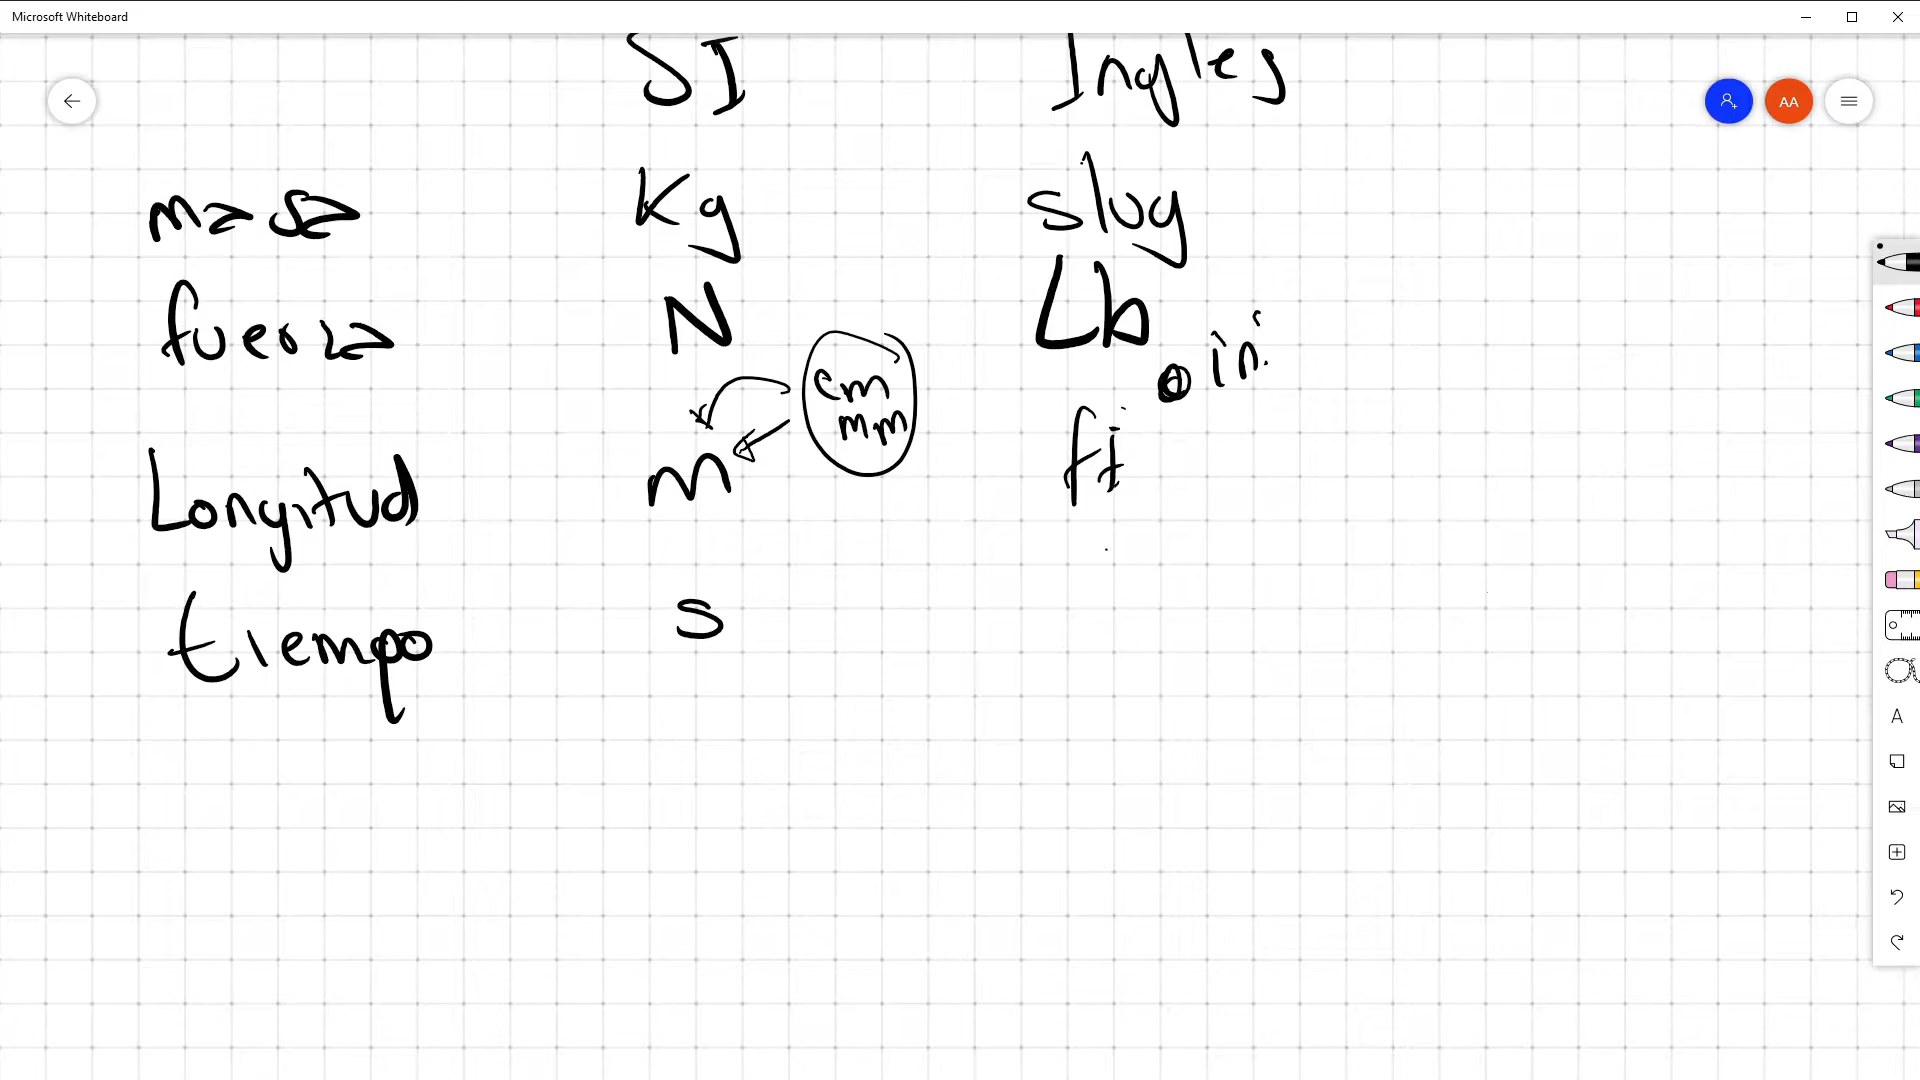 Microsoft Whiteboard
SI Ingles
AA
masa Kg slug
fuerza N Lb
in.
cm
mm
Longitud m ft
tiempo s
A